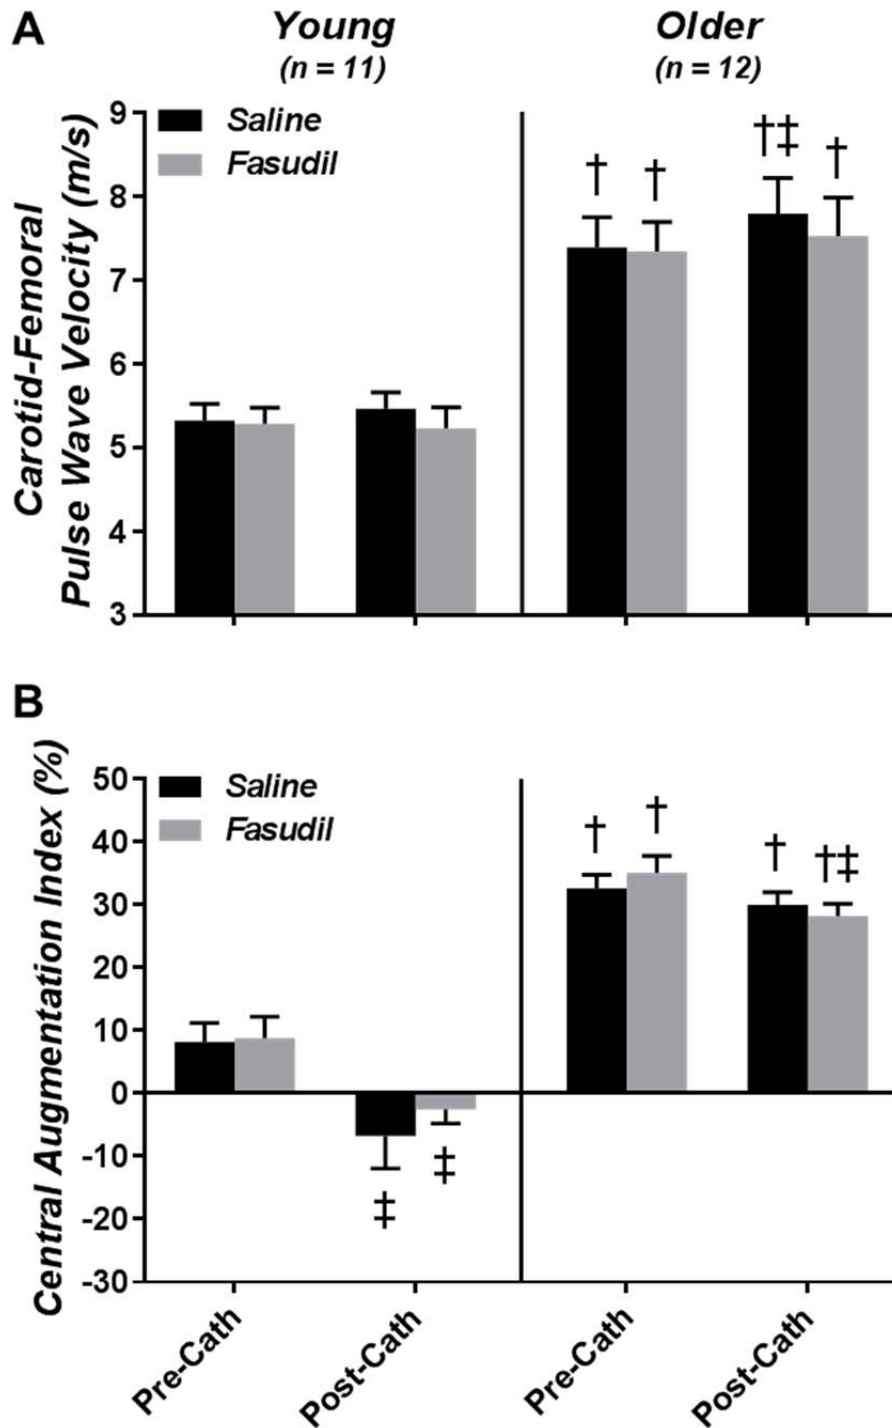 A
Young
(n = 11)
Older
(n = 12)
Carotid-Femoral
Pulse Wave Velocity (m/s)
9
8
7
6
5
4
3
Saline
Fasudil
†
†
†‡
†
B
Central Augmentation Index (%)
50
40
30
20
10
0
-10
-20
-30
Saline
Fasudil
†
†
†
†‡
‡
‡
Pre-Cath
Post-Cath
Pre-Cath
Post-Cath